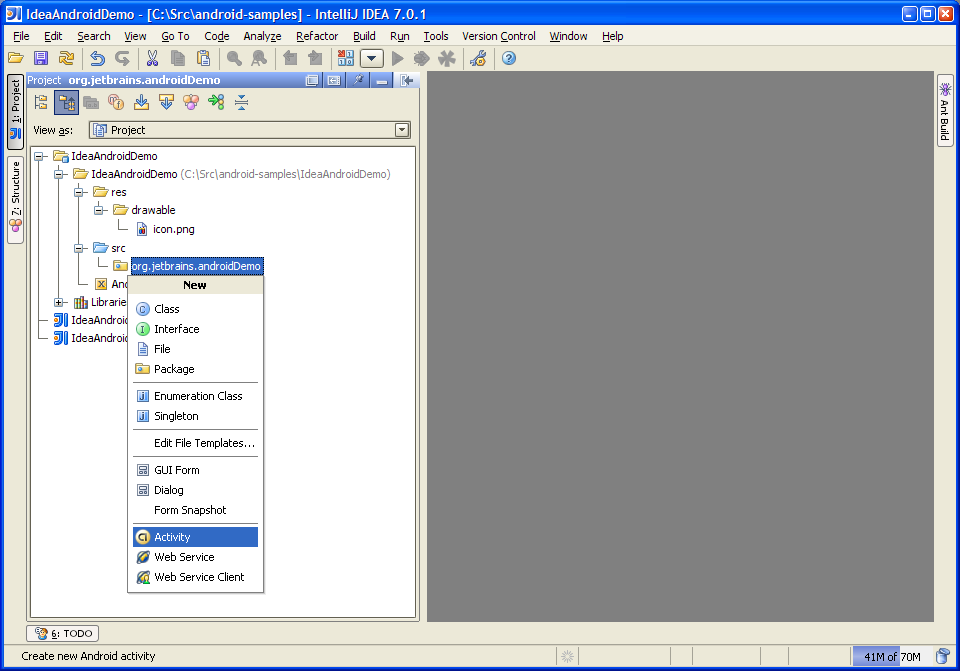 IdeaAndroidDemo - [C:\Src\android-samples] - IntelliJ IDEA 7.0.1
File Edit Search View Go To Code Analyze Refactor Build Run Tools Version Control Window Help
Project org.jetbrains.androidDemo
1: Project
7: Structure
Ant Build
View as: Project
IdeaAndroidDemo
IdeaAndroidDemo (C:\Src\android-samples\IdeaAndroidDemo)
res
drawable
icon.png
src
org.jetbrains.androidDemo
And
Librarie
IdeaAndroid
IdeaAndroid
New
Class
Interface
File
Package
Enumeration Class
Singleton
Edit File Templates...
GUI Form
Dialog
Form Snapshot
Activity
Web Service
Web Service Client
6: TODO
Create new Android activity
41M of 70M